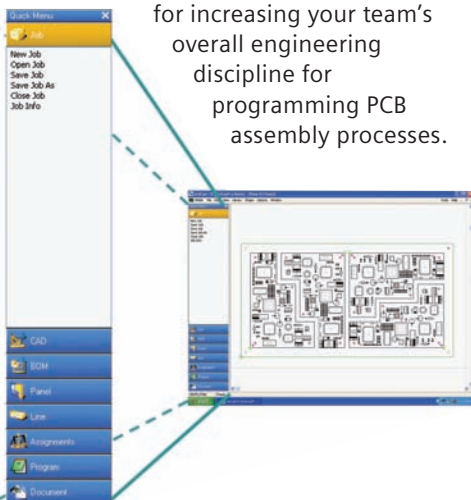 for increasing your team's
overall engineering
discipline for
programming PCB
assembly processes.
Quick Menu
Job
New Job
Open Job
Save Job
Save Job As
Close Job
Job Info
CAD
BOM
Panel
Line
Assignments
Program
Document